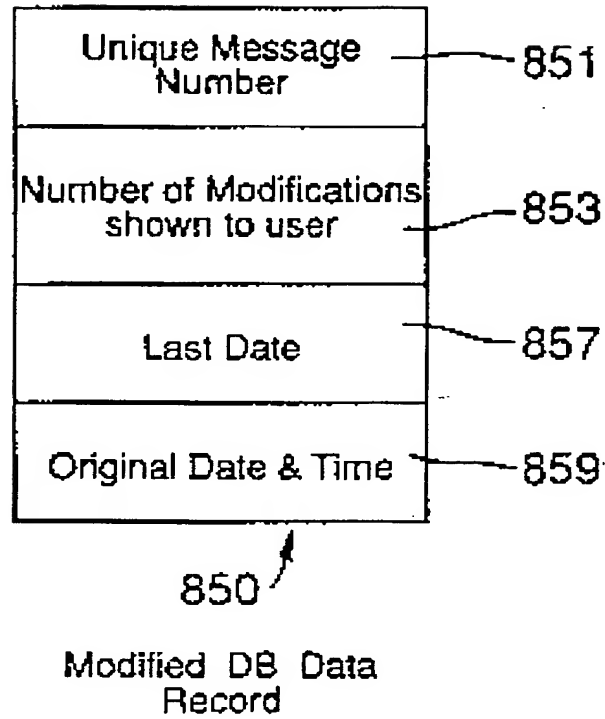 Unique Message
Number
851
Number of Modifications
shown to user
853
Last Date
857
Original Date & Time
859
850
Modified DB Data
Record